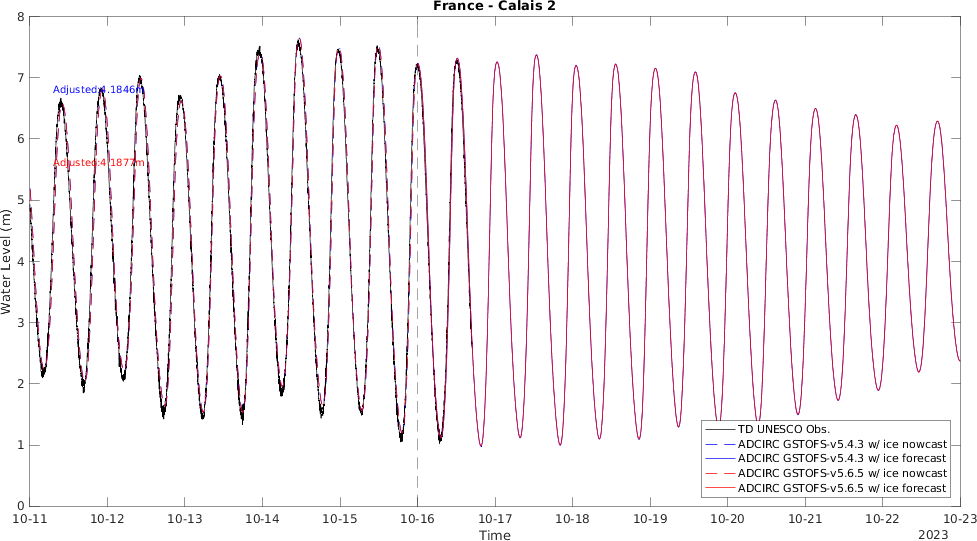 France - Calais 2
Water Level (m)
8
7
6
5
4
3
2
1
0
Adjusted:4.1846m
Adjusted:4.1877m
TD UNESCO Obs.
ADCIRC GSTOFS-v5.4.3 w/ ice nowcast
ADCIRC GSTOFS-v5.4.3 w/ ice forecast
ADCIRC GSTOFS-v5.6.5 w/ ice nowcast
ADCIRC GSTOFS-v5.6.5 w/ ice forecast
10-11 10-12 10-13 10-14 10-15 10-16 10-17 10-18 10-19 10-20 10-21 10-22 10-23
Time
2023